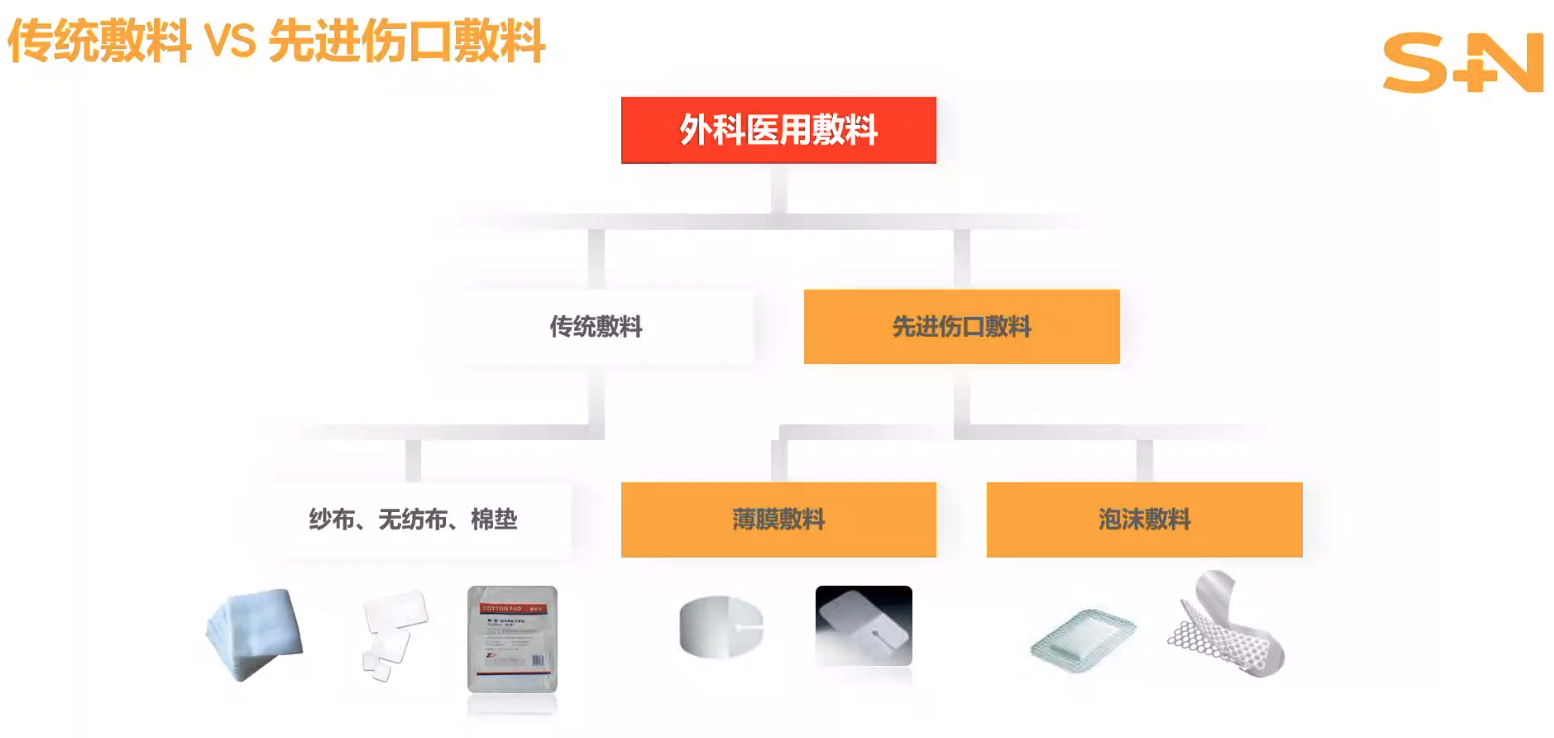 传统敷料 VS 先进伤口敷料
S+N
外科医用敷料
传统敷料
先进伤口敷料
纱布、无纺布、棉垫
薄膜敷料
泡沫敷料
COTTON PAD